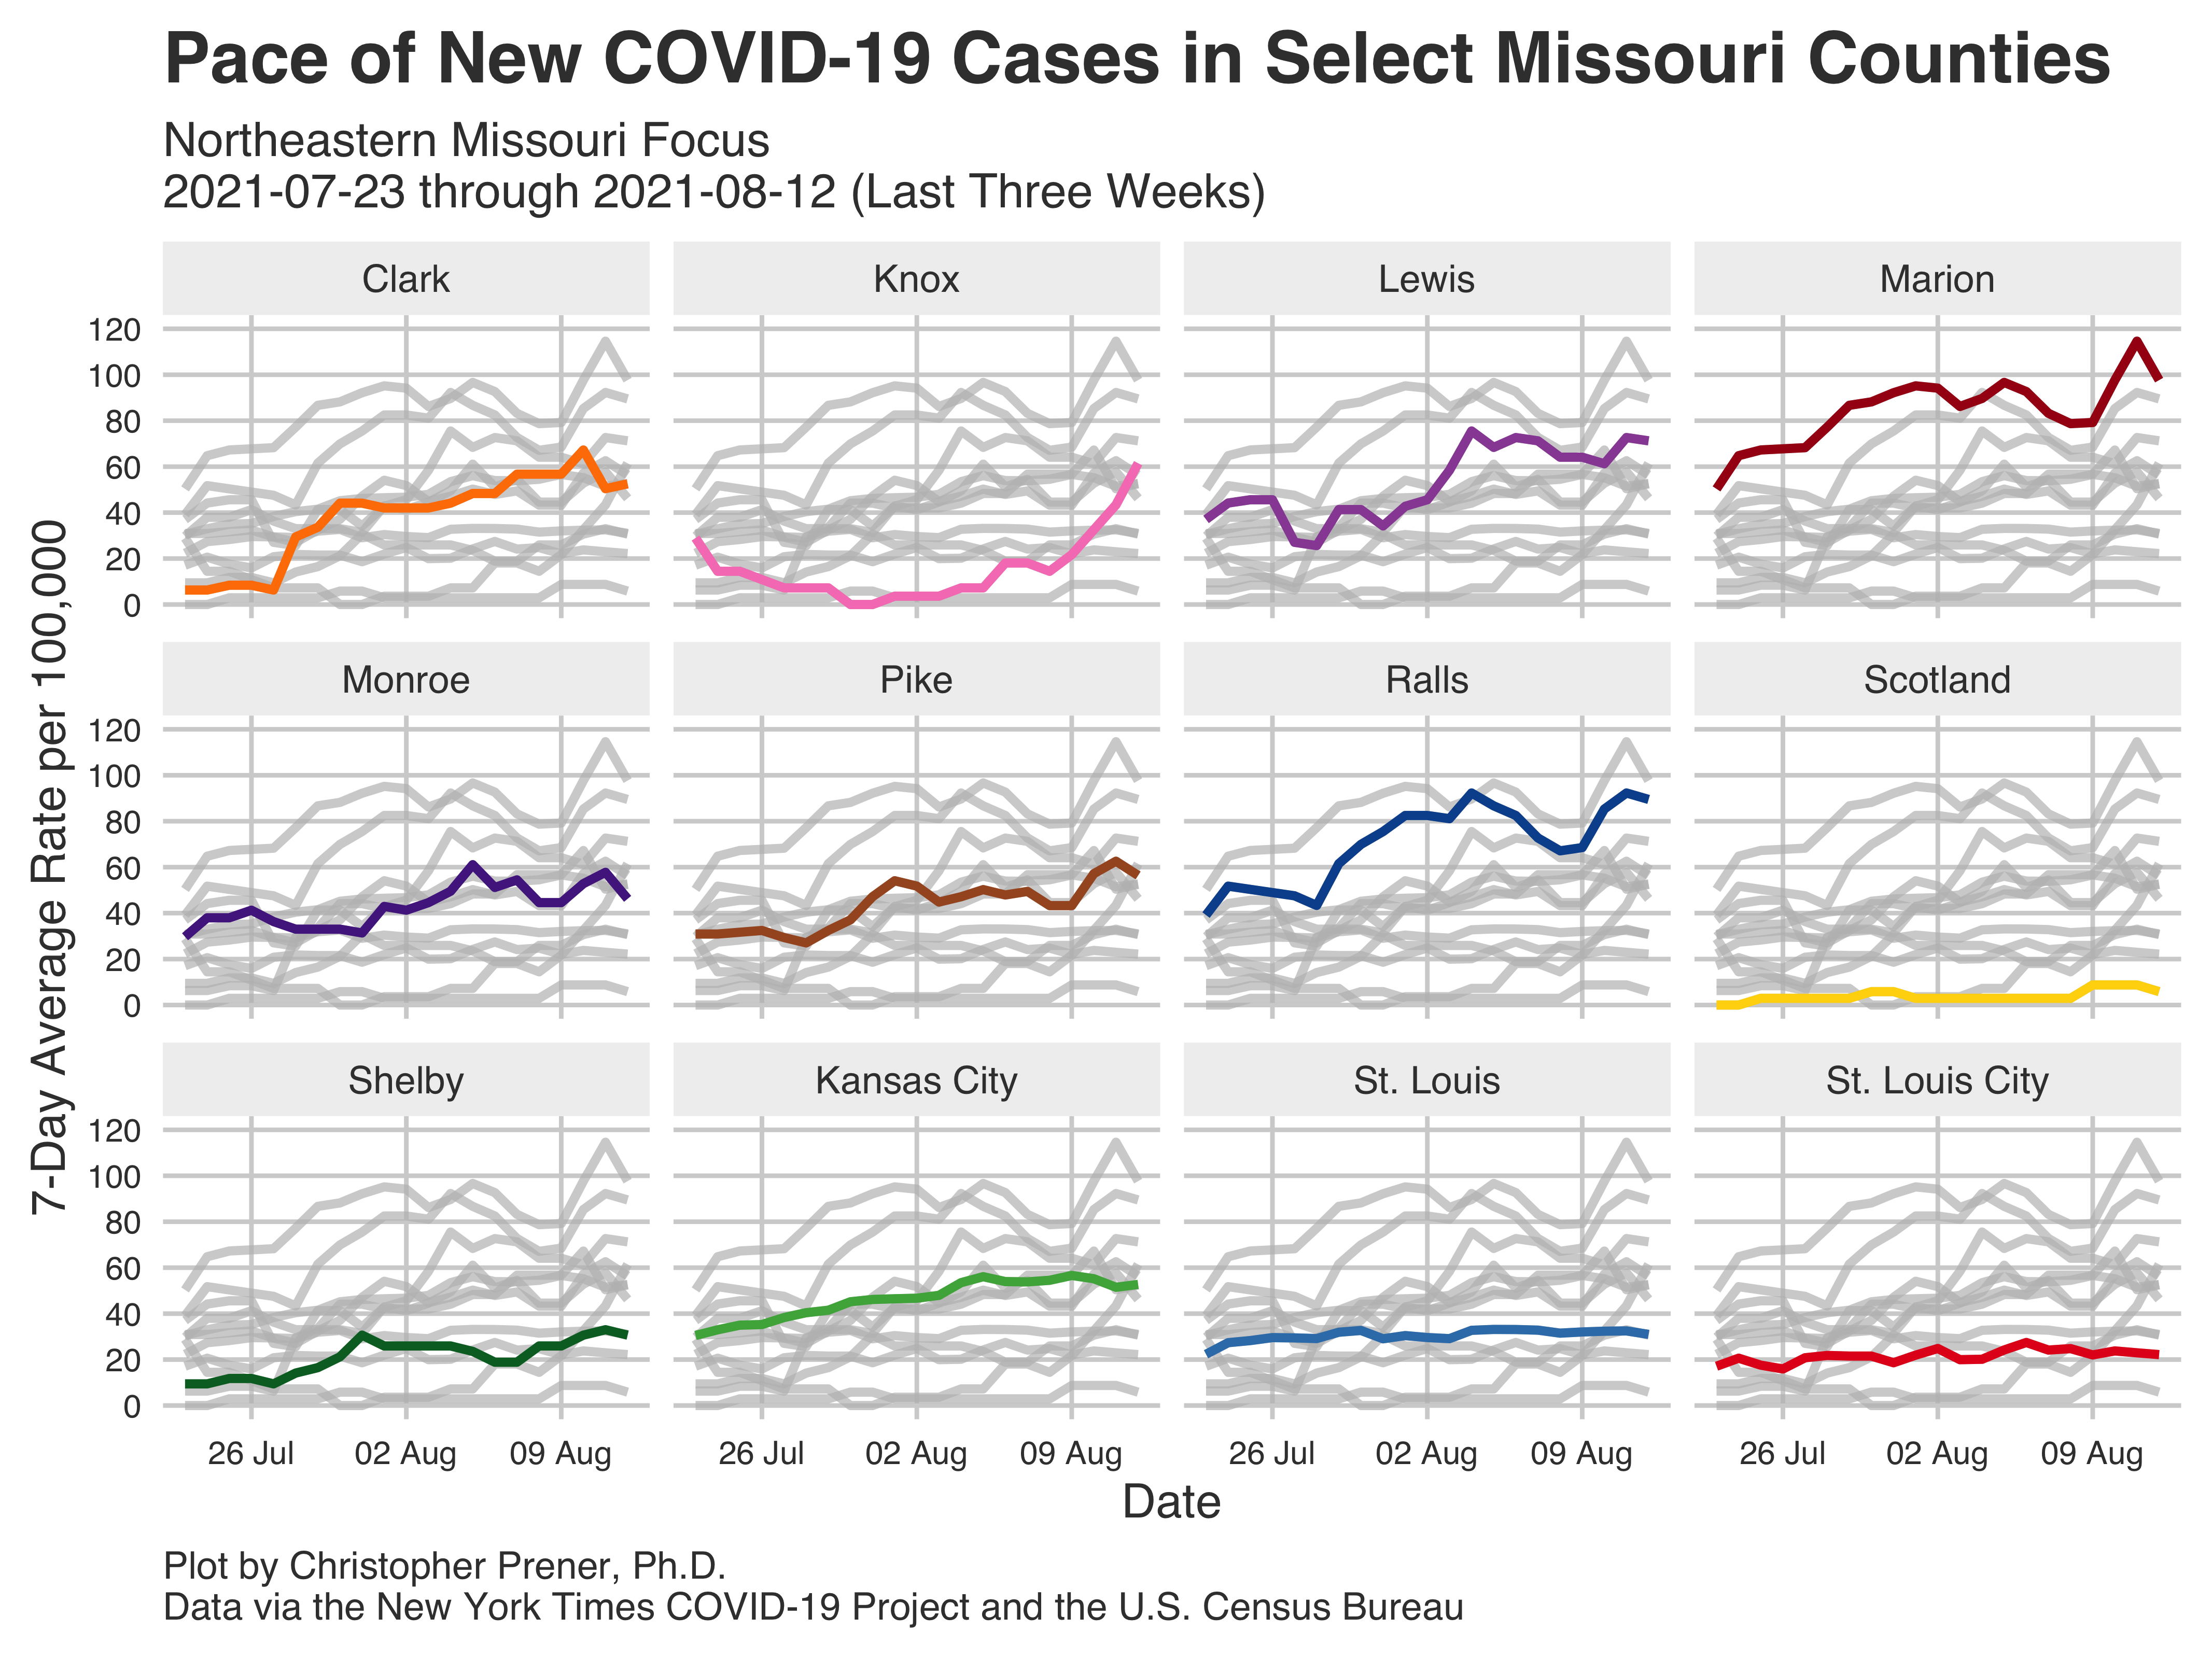 Pace of New COVID-19 Cases in Select Missouri Counties
Northeastern Missouri Focus
2021-07-23 through 2021-08-12 (Last Three Weeks)
7-Day Average Rate per 100,000
Clark
Knox
Lewis
Marion
120
100
80
60
40
20
0
Monroe
Pike
Ralls
Scotland
120
100
80
60
40
20
0
Shelby
Kansas City
St. Louis
St. Louis City
120
100
80
60
40
20
0
26 Jul 02 Aug 09 Aug
26 Jul 02 Aug 09 Aug
26 Jul 02 Aug 09 Aug
26 Jul 02 Aug 09 Aug
Date
Plot by Christopher Prener, Ph.D.
Data via the New York Times COVID-19 Project and the U.S. Census Bureau